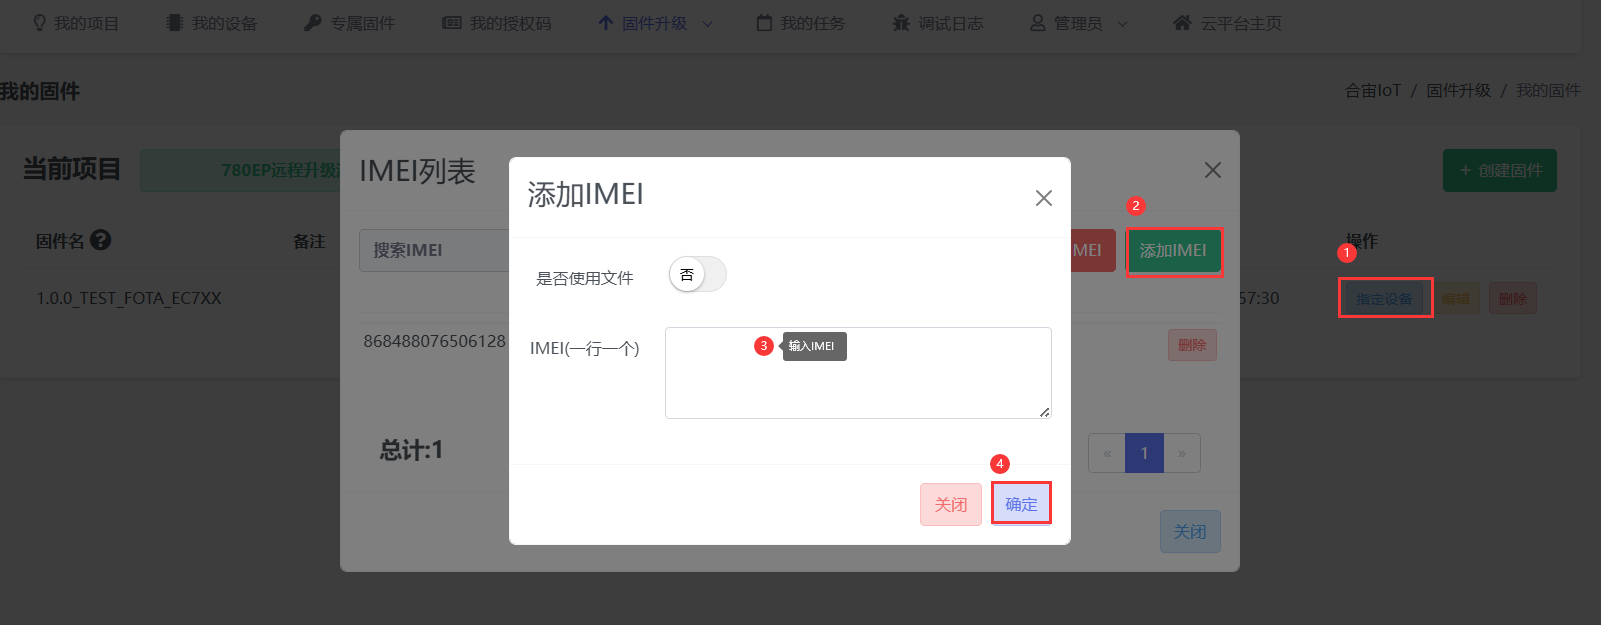 我的项目 我的设备 专属固件 我的授权码 固件升级 我的任务 调试日志 管理员 云平台主页
我的固件 合宙IoT / 固件升级 / 我的固件
当前项目 780EP远程升级 + 创建固件
IMEI列表
添加IMEI
固件名 备注 操作
搜索IMEI MEI 2 添加IMEI
1
是否使用文件 否
1.0.0_TEST_FOTA_EC7XX 57:30 指定设备 编辑 删除
868488076506128 删除
IMEI(一行一个) 3 输入IMEI
总计:1 « 1 »
4
关闭 确定
关闭